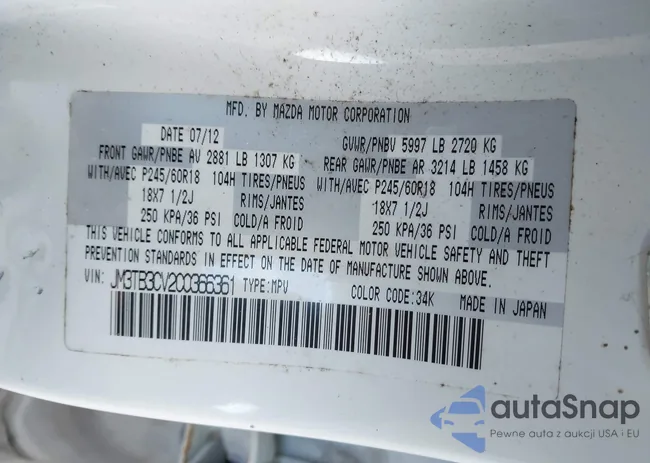 MFD. BY MAZDA MOTOR CORPORATION
DATE 07/12 GVWR/PNBV 5997 LB 2720 KG
FRONT GAWR/PNBE AV 2881 LB 1307 KG REAR GAWR/PNBE AR 3214 LB 1458 KG
WITH/AVEC P245/60R18 104H TIRES/PNEUS WITH/AVEC P245/60R18 104H TIRES/PNEUS
18X7 1/2J RIMS/JANTES 18X7 1/2J RIMS/JANTES
250 KPA/36 PSI COLD/A FROID 250 KPA/36 PSI COLD/A FROID
THIS VEHICLE CONFORMS TO ALL APPLICABLE FEDERAL MOTOR VEHICLE SAFETY AND THEFT
PREVENTION STANDARDS IN EFFECT ON THE DATE OF MANUFACTURE SHOWN ABOVE.
VIN: JM3TB3CV2C0366361 TYPE:MPV COLOR CODE:34K MADE IN JAPAN
autoSnap
Pewne auta z aukcji USA i EU